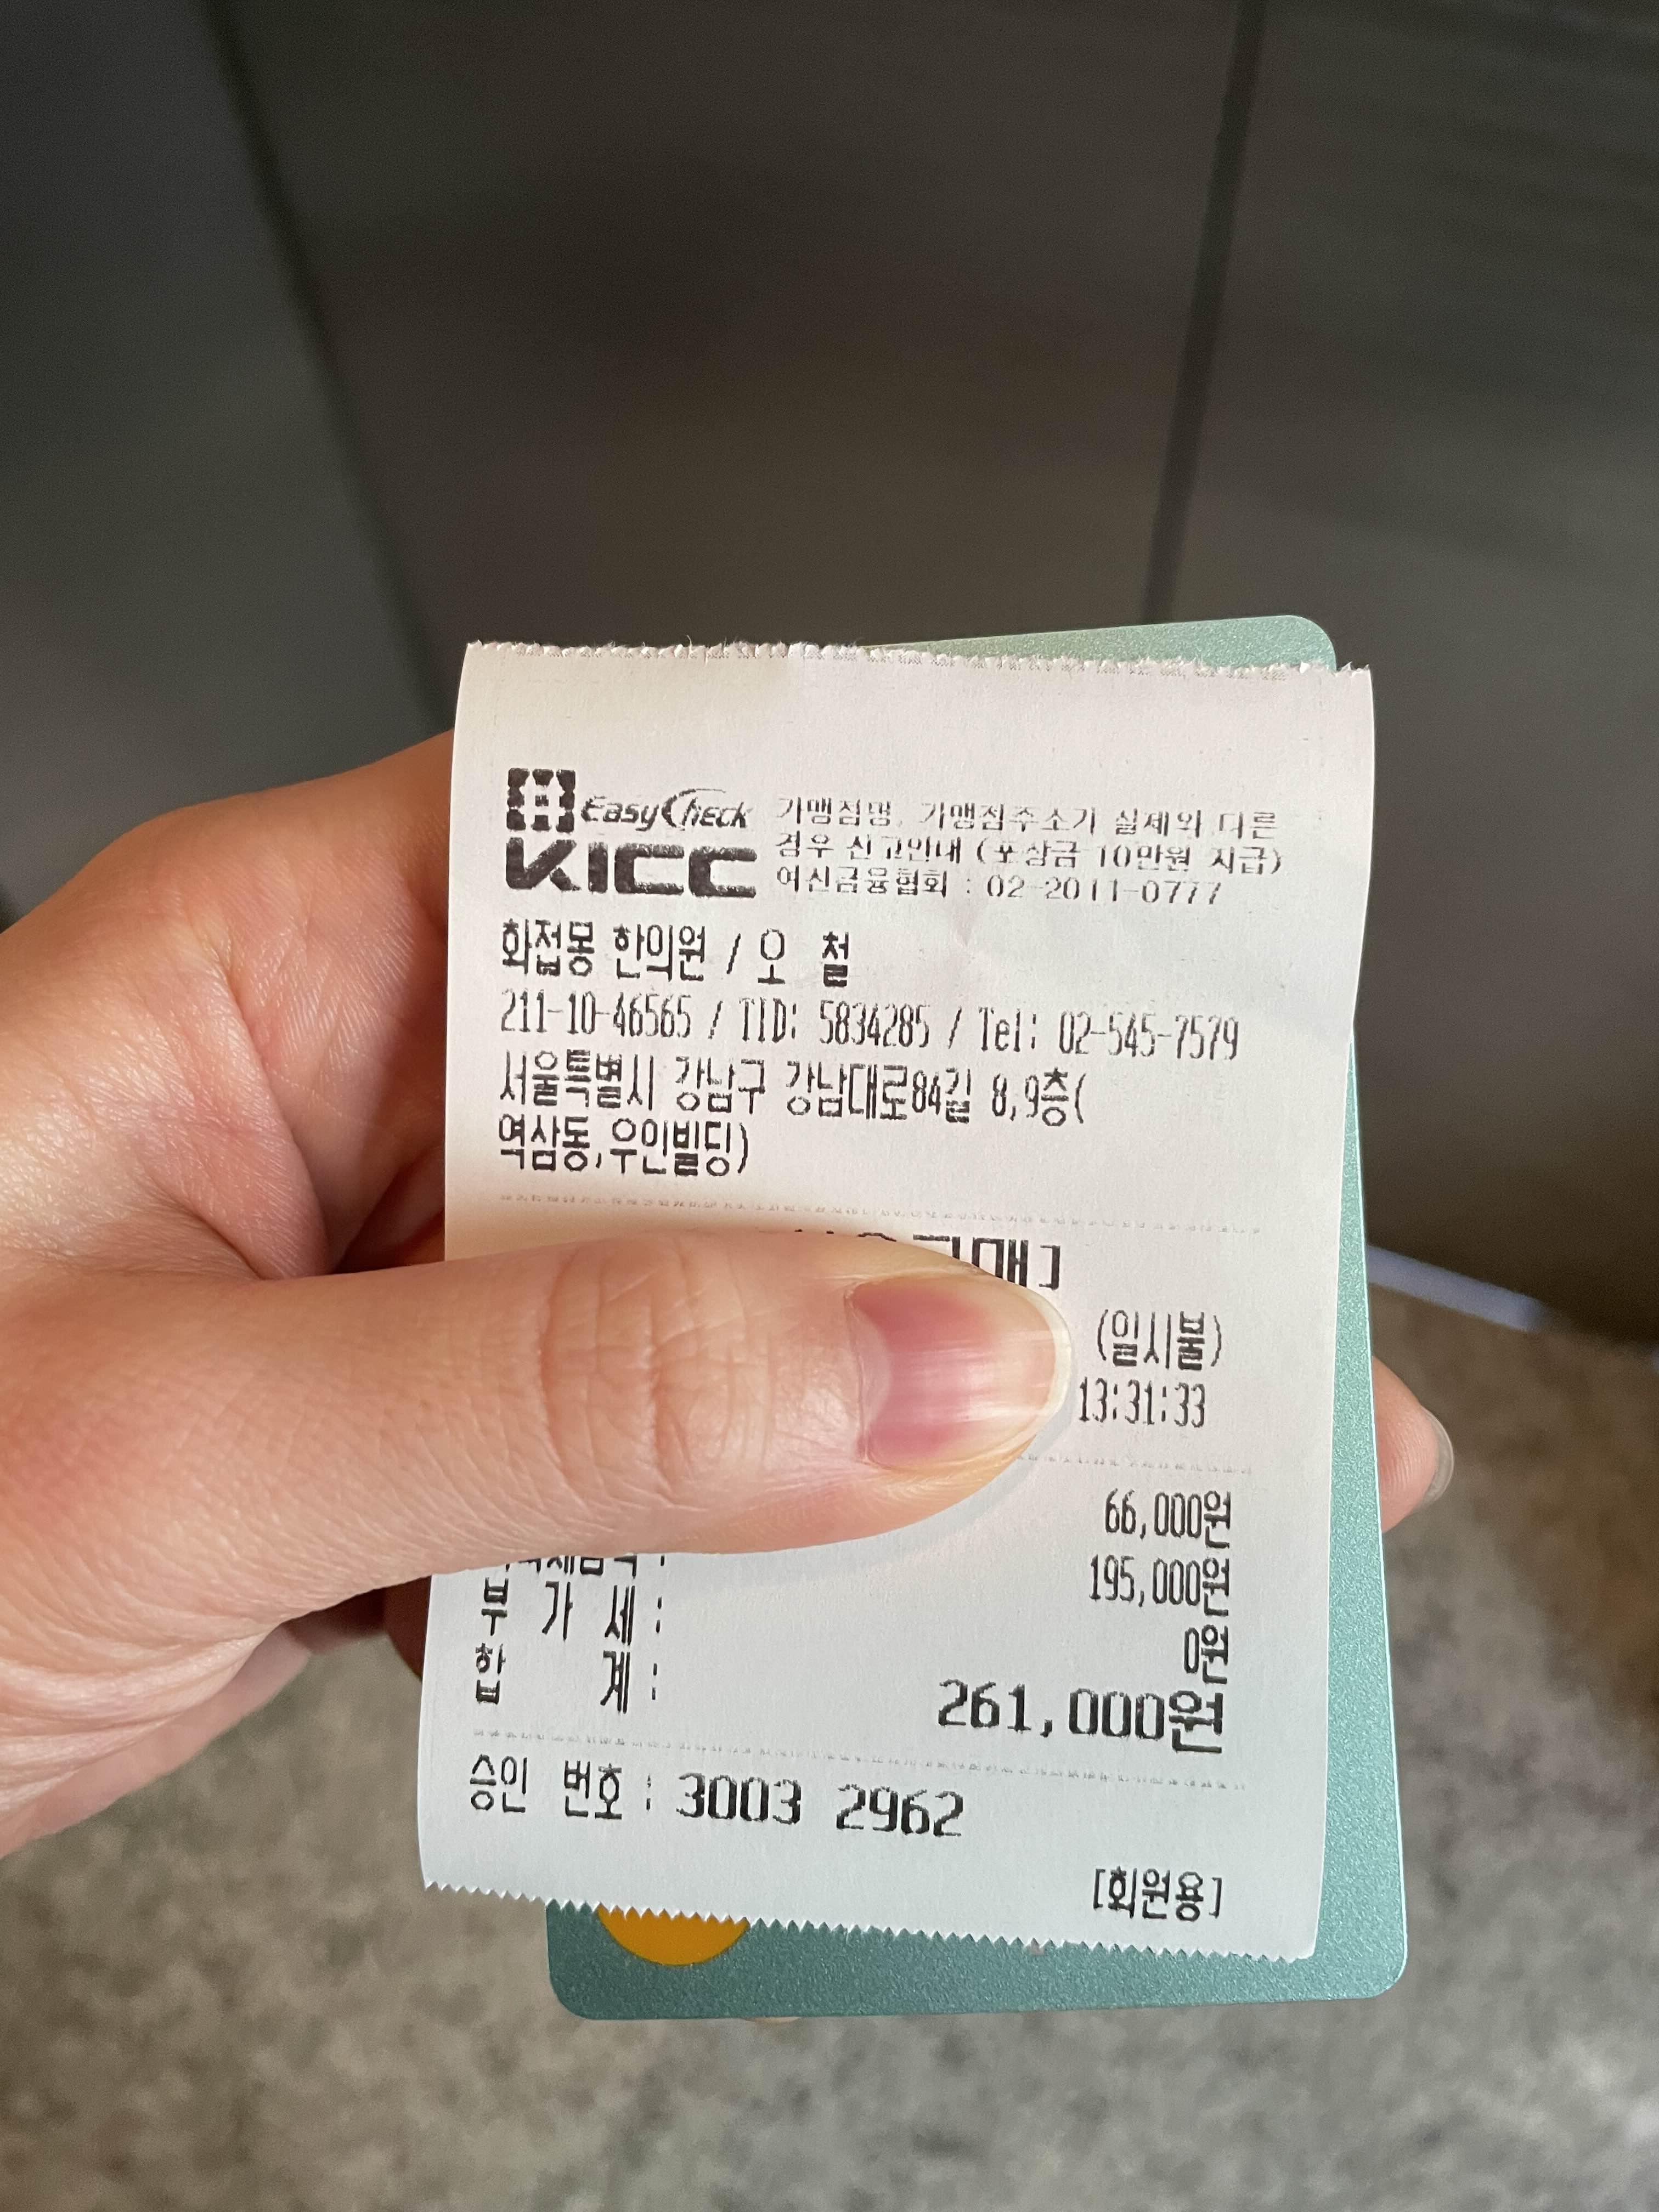 EasyCheck
KICC
가맹점명, 가맹점주소가 실제와 다른
경우 신고안내 (포상금 10만원 지급)
여신금융협회 : 02-2011-0777
화접몽 한의원 / 오 철
211-10-46565 / TID: 5834285 / Tel: 02-545-7579
서울특별시 강남구 강남대로84길 8,9층(
역삼동,우인빌딩)
(일시불)
13:31:33
66,000원
195,000원
부 가 세 : 0원
합 계 : 261,000원
승인 번호 : 3003 2962
[회원용]